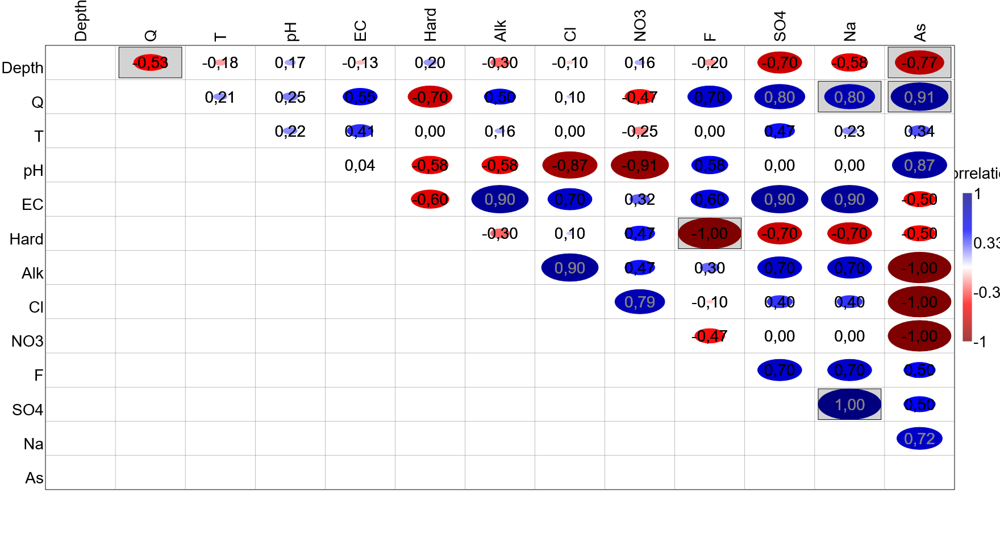 Depth Q T pH EC Hard Alk Cl NO3 F SO4 Na As
Depth -0,53 -0,18 0,17 -0,13 0,20 -0,30 -0,10 0,16 -0,20 -0,70 -0,58 -0,77
Q 0,21 0,25 0,55 -0,70 0,50 0,10 -0,47 0,70 0,80 0,80 0,91
T 0,22 0,41 0,00 0,16 0,00 -0,25 0,00 0,47 0,23 0,34
pH 0,04 -0,58 -0,58 -0,87 -0,91 0,58 0,00 0,00 0,87
orrelati
1
EC -0,60 0,90 0,70 0,32 0,60 0,90 0,90 -0,50
Hard -0,30 0,10 0,47 -1,00 -0,70 -0,70 -0,50
0.33
Alk 0,90 0,47 0,30 0,70 0,70 -1,00
Cl 0,79 -0,10 0,40 0,40 -1,00
-0.3
NO3 -0,47 0,00 0,00 -1,00
-1
F 0,70 0,70 0,50
SO4 1,00 0,50
Na 0,72
As